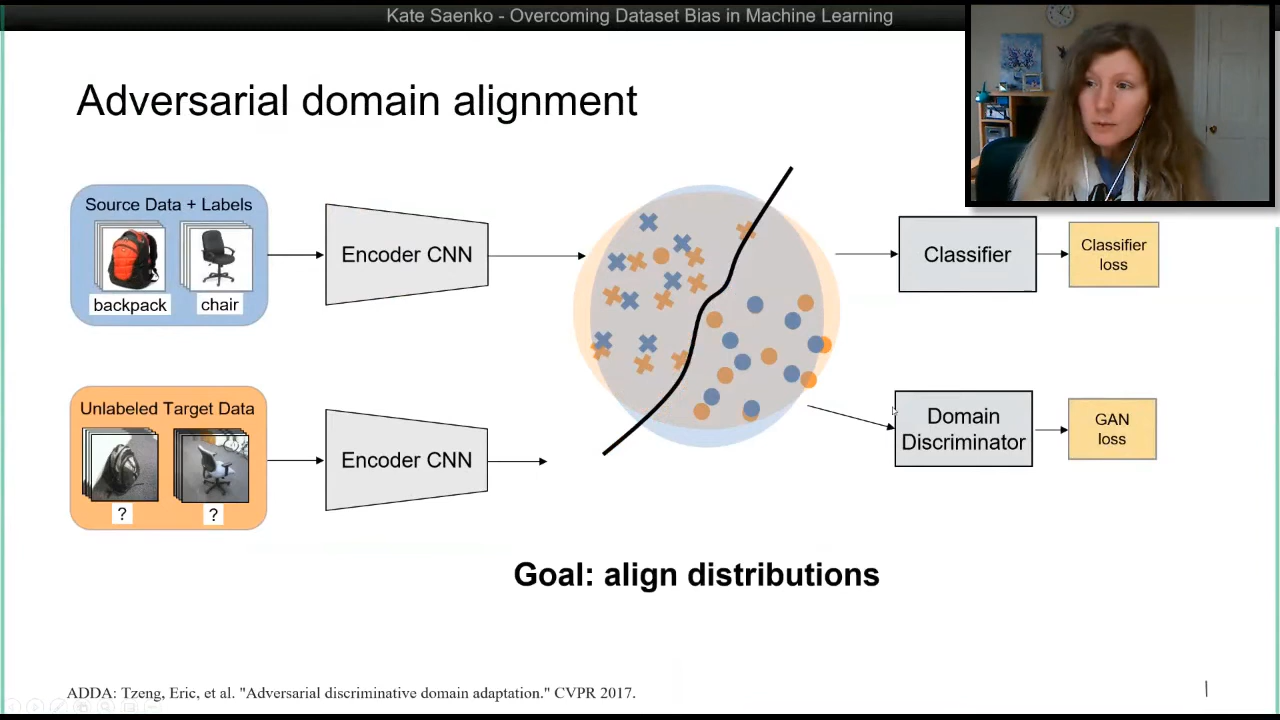 Kate Saenko - Overcoming Dataset Bias in Machine Learning
Adversarial domain alignment
Source Data + Labels
backpack
chair
Encoder CNN
Classifier
Classifier
loss
Unlabeled Target Data
?
?
Encoder CNN
Domain
Discriminator
GAN
loss
Goal: align distributions
ADDA: Tzeng, Eric, et al. "Adversarial discriminative domain adaptation." CVPR 2017.